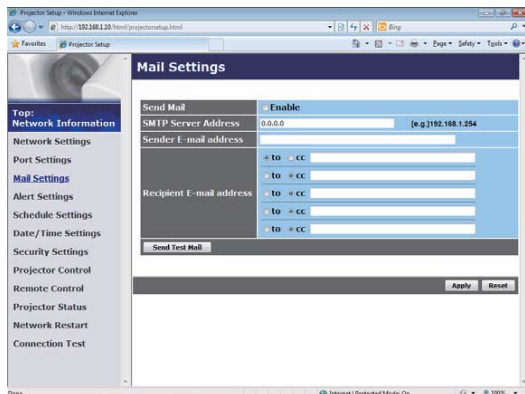 Projector Setup - Windows Internet Explorer
http://192.168.1.10/html/projectorsetup.html
Bing
Favorites Projector Setup
Page Safety Tools
Top:
Network Information
Network Settings
Port Settings
Mail Settings
Alert Settings
Schedule Settings
Date/Time Settings
Security Settings
Projector Control
Remote Control
Projector Status
Network Restart
Connection Test
Mail Settings
Send Mail Enable
SMTP Server Address 0.0.0.0 [e.g.]192.168.1.254
Sender E-mail address
Recipient E-mail address
to cc
to cc
to cc
to cc
to cc
Send Test Mail
Apply Reset
Done
Internet | Protected Mode: On
100%